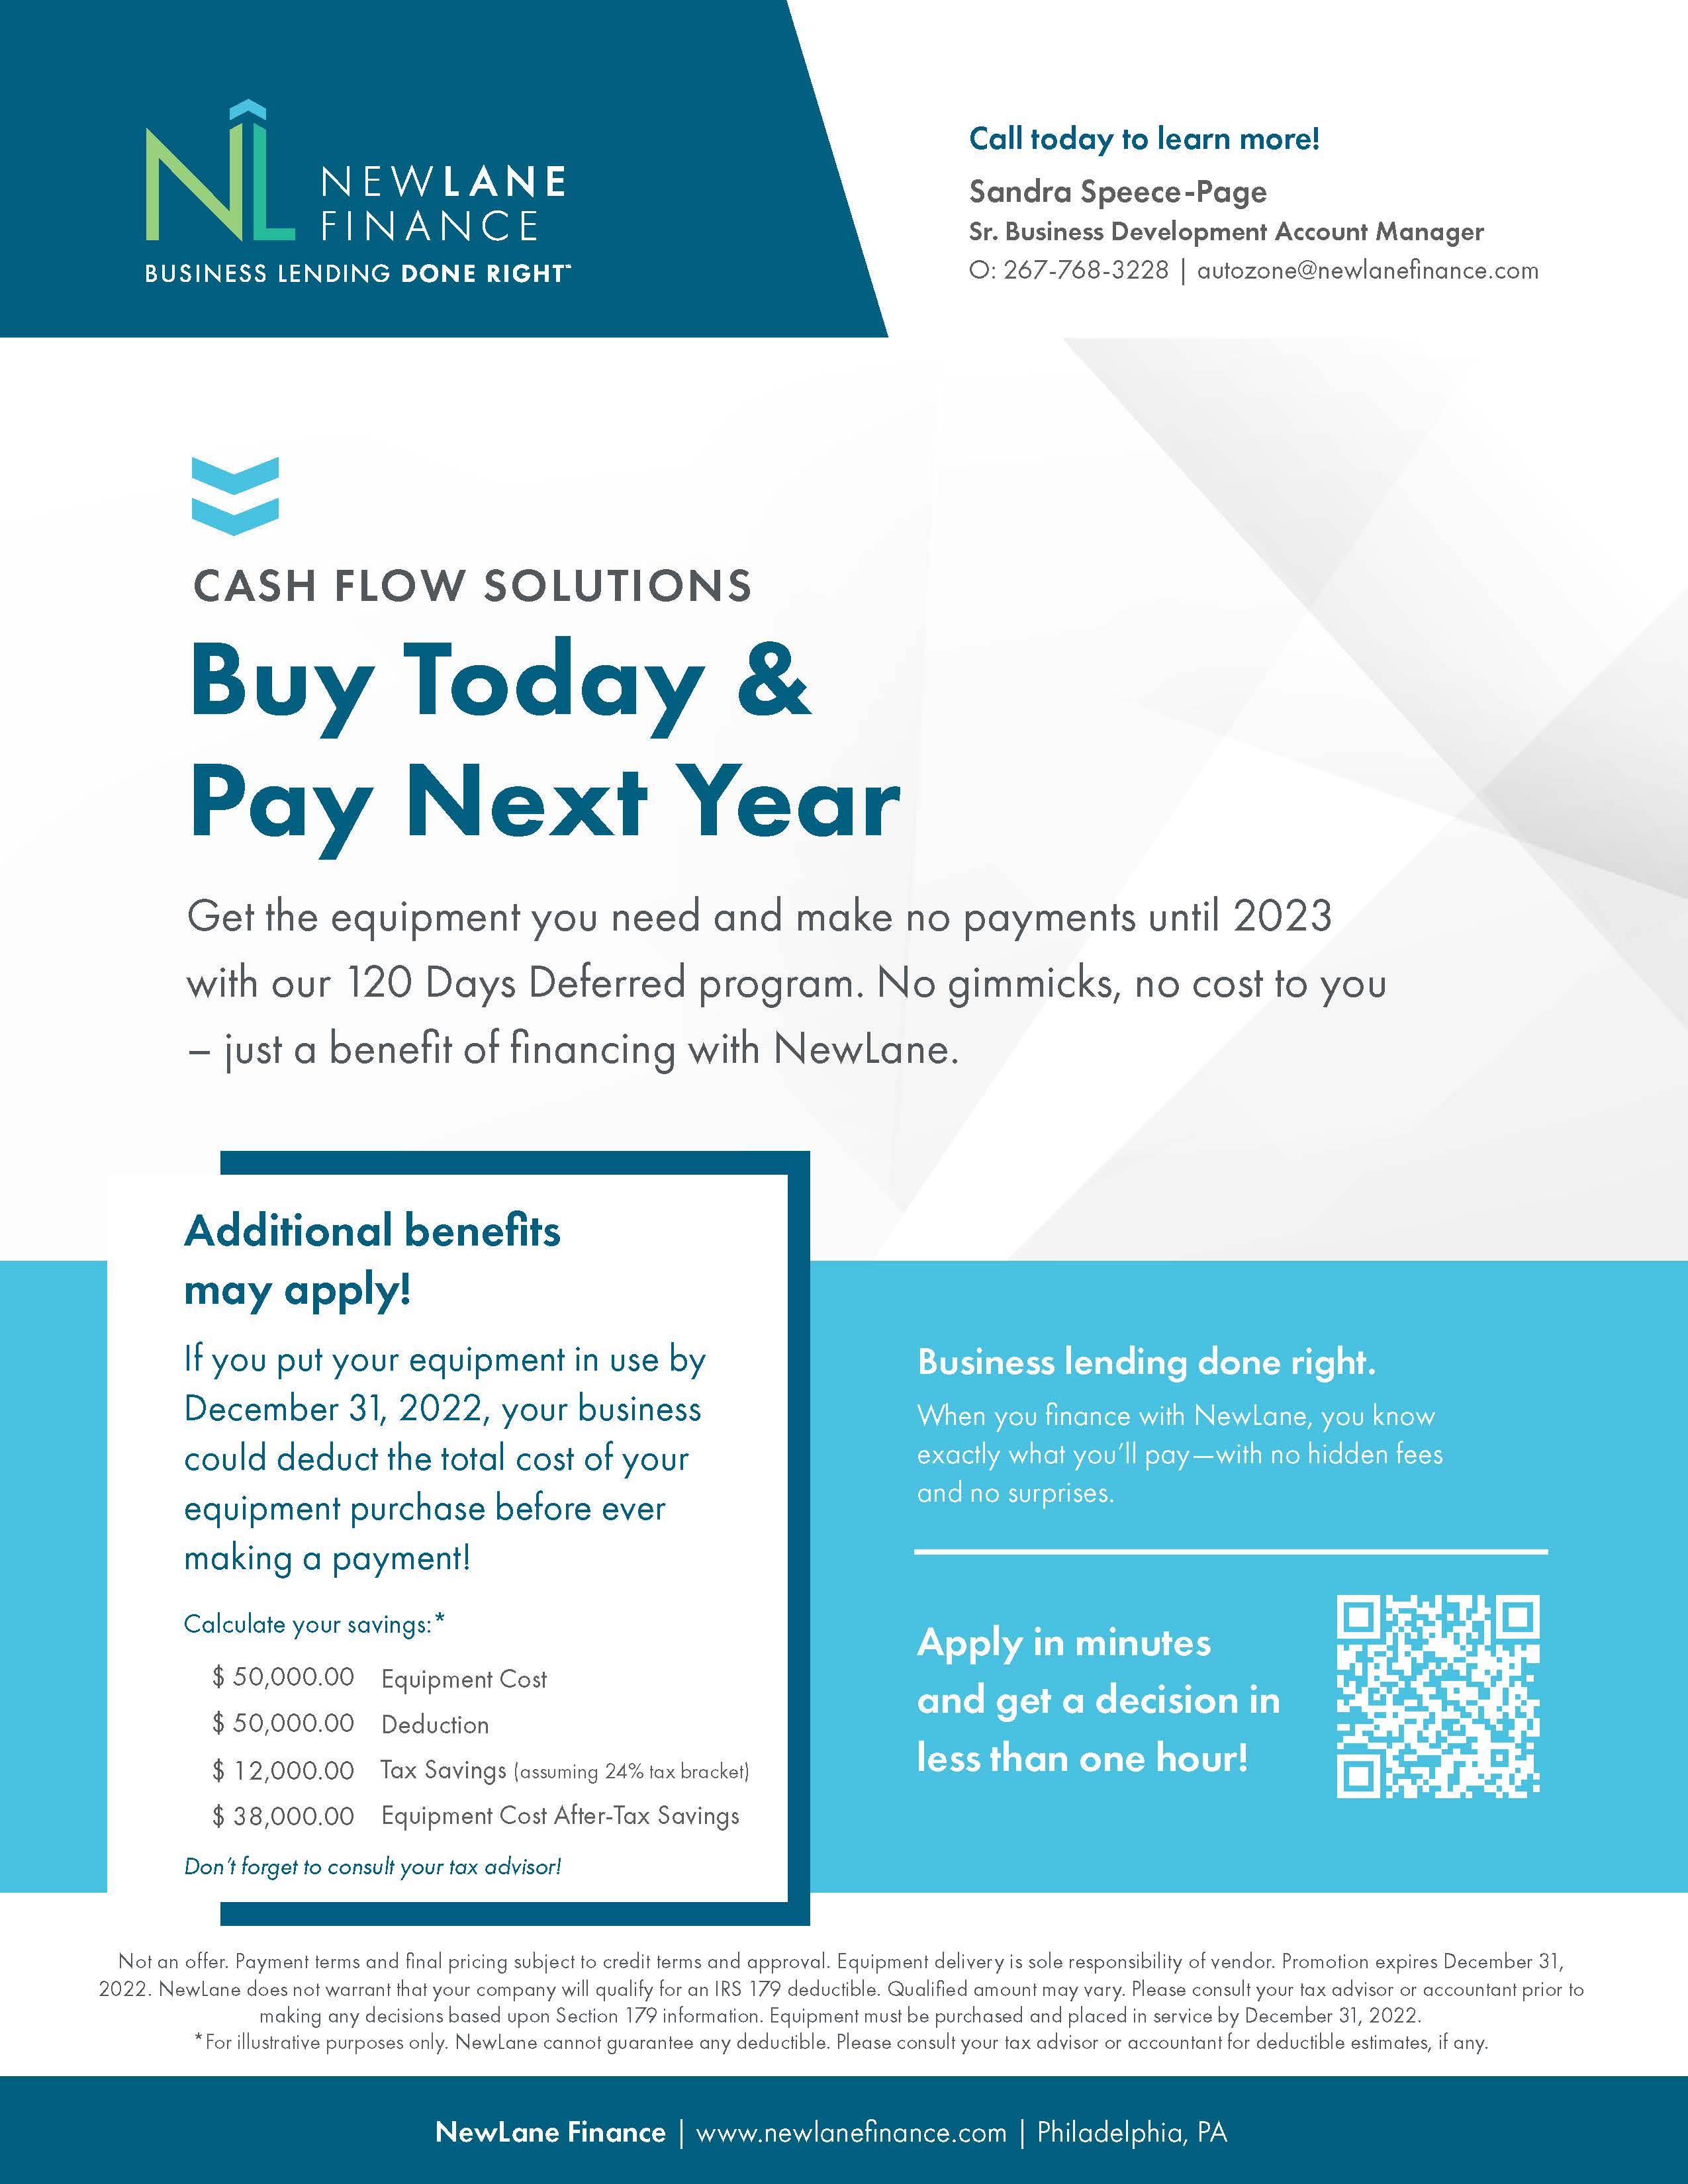 NEWLANE
FINANCE
BUSINESS LENDING DONE RIGHT™
Call today to learn more!
Sandra Speece-Page
Sr. Business Development Account Manager
O: 267-768-3228 | autozone@newlanefinance.com
CASH FLOW SOLUTIONS
Buy Today &
Pay Next Year
Get the equipment you need and make no payments until 2023
with our 120 Days Deferred program. No gimmicks, no cost to you
– just a benefit of financing with NewLane.
Additional benefits
may apply!
If you put your equipment in use by
December 31, 2022, your business
could deduct the total cost of your
equipment purchase before ever
making a payment!
Calculate your savings:*
$ 50,000.00 Equipment Cost
$ 50,000.00 Deduction
$ 12,000.00 Tax Savings (assuming 24% tax bracket)
$ 38,000.00 Equipment Cost After-Tax Savings
Don't forget to consult your tax advisor!
Business lending done right.
When you finance with NewLane, you know
exactly what you'll pay—with no hidden fees
and no surprises.
Apply in minutes
and get a decision in
less than one hour!
Not an offer. Payment terms and final pricing subject to credit terms and approval. Equipment delivery is sole responsibility of vendor. Promotion expires December 31,
2022. NewLane does not warrant that your company will qualify for an IRS 179 deductible. Qualified amount may vary. Please consult your tax advisor or accountant prior to
making any decisions based upon Section 179 information. Equipment must be purchased and placed in service by December 31, 2022.
*For illustrative purposes only. NewLane cannot guarantee any deductible. Please consult your tax advisor or accountant for deductible estimates, if any.
NewLane Finance | www.newlanefinance.com | Philadelphia, PA